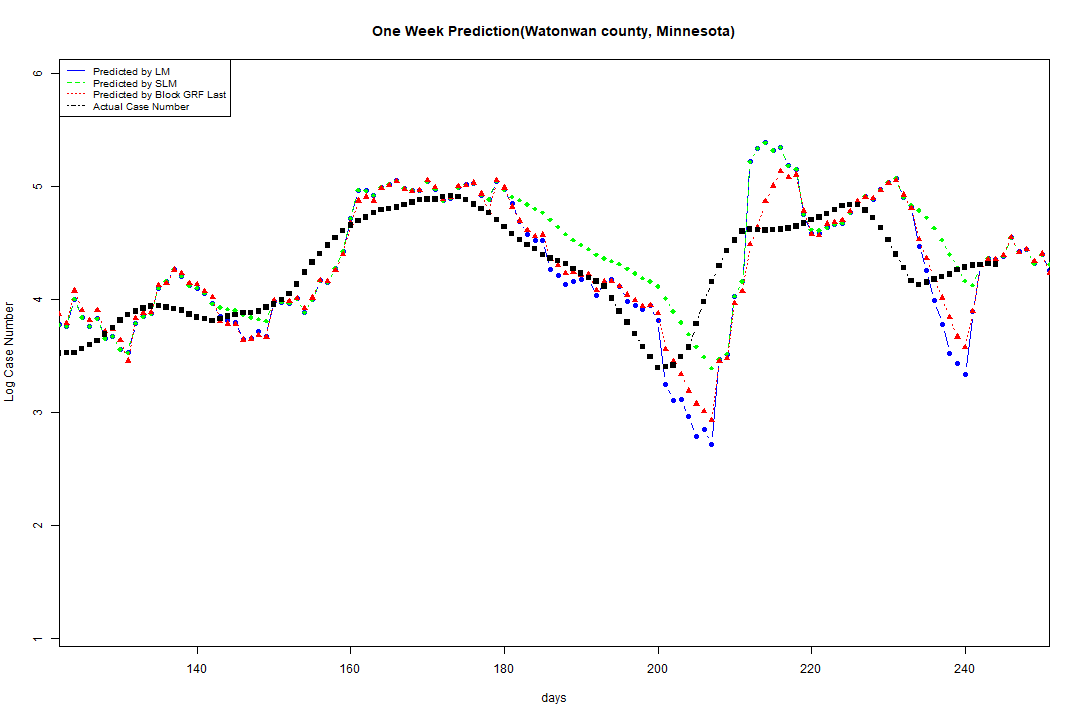 One Week Prediction(Watonwan county, Minnesota)
Predicted by LM
Predicted by SLM
Predicted by Block GRF Last
Actual Case Number
6
5
4
3
2
1
Log Case Number
140 160 180 200 220 240
days